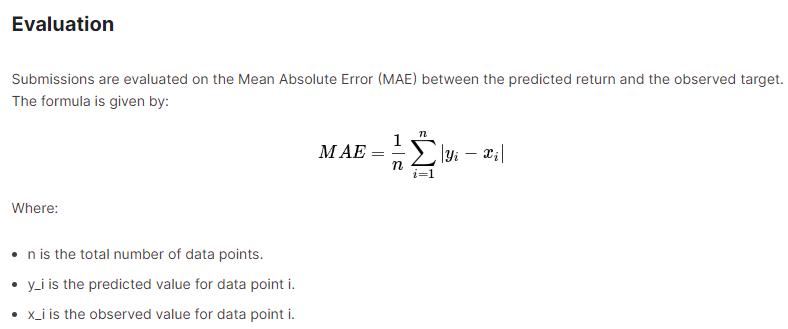 Evaluation
Submissions are evaluated on the Mean Absolute Error (MAE) between the predicted return and the observed target.
The formula is given by:
MAE = \frac{1}{n} \sum_{i=1}^{n} |y_i - x_i|
Where:
• n is the total number of data points.
• y_i is the predicted value for data point i.
• x_i is the observed value for data point i.